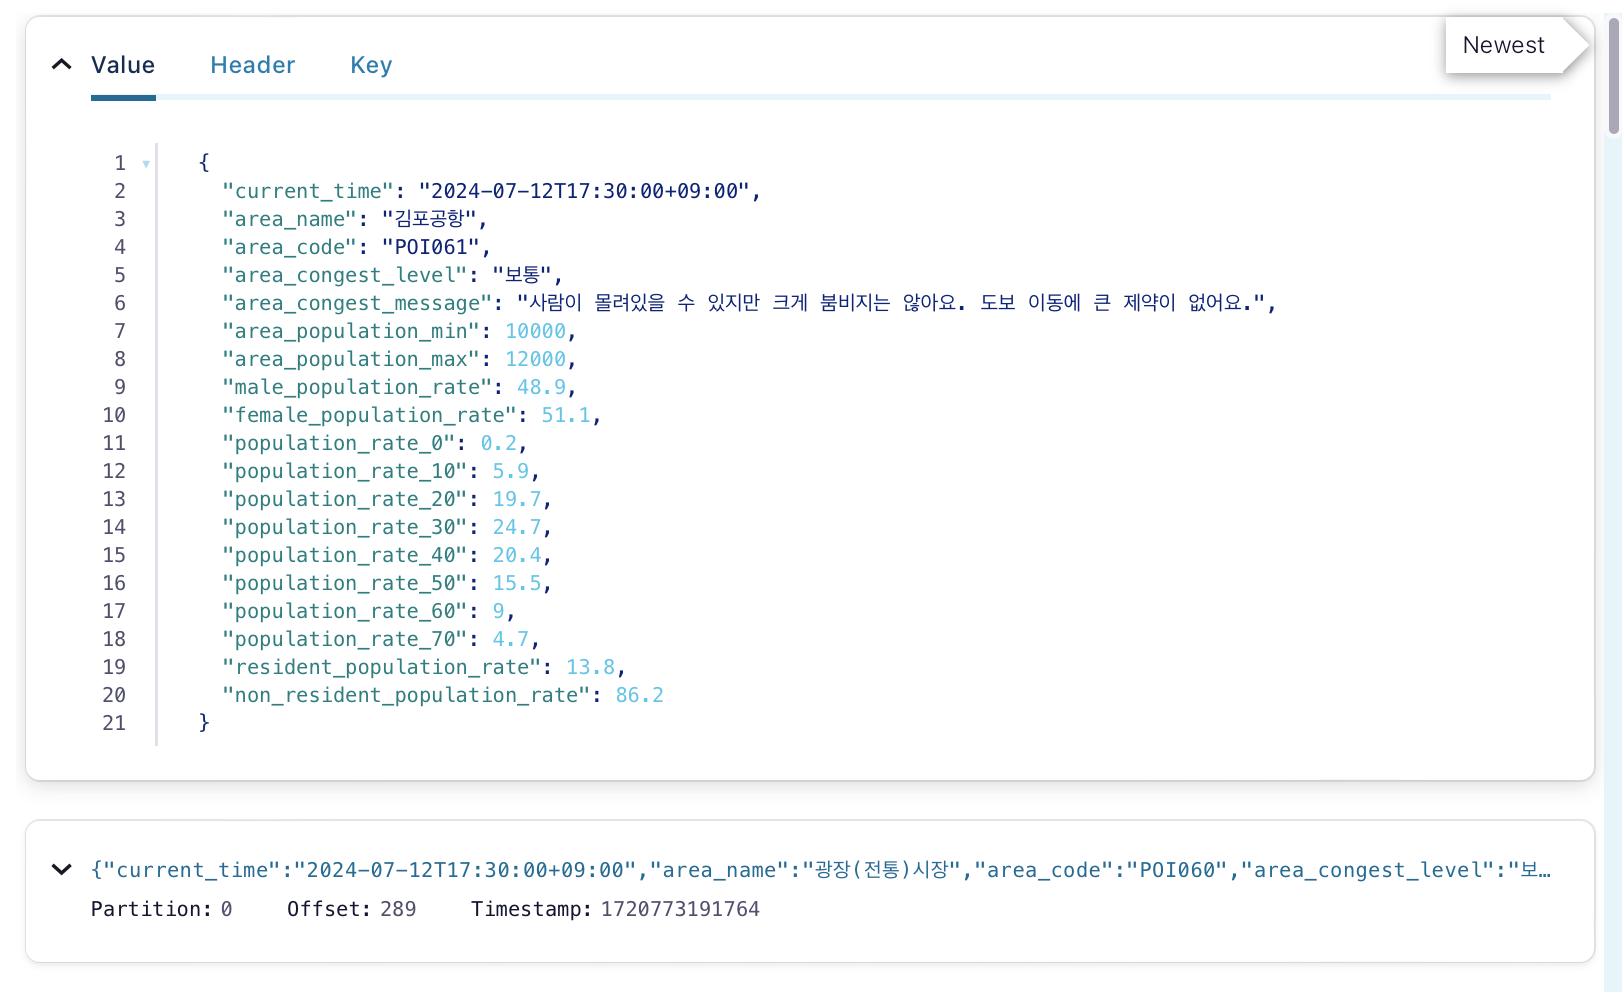 Value Header Key
Newest
1 {
2 "current_time": "2024-07-12T17:30:00+09:00",
3 "area_name": "김포공항",
4 "area_code": "POI061",
5 "area_congest_level": "보통",
6 "area_congest_message": "사람이 몰려있을 수 있지만 크게 붐비지는 않아요. 도보 이동에 큰 제약이 없어요.",
7 "area_population_min": 10000,
8 "area_population_max": 12000,
9 "male_population_rate": 48.9,
10 "female_population_rate": 51.1,
11 "population_rate_0": 0.2,
12 "population_rate_10": 5.9,
13 "population_rate_20": 19.7,
14 "population_rate_30": 24.7,
15 "population_rate_40": 20.4,
16 "population_rate_50": 15.5,
17 "population_rate_60": 9,
18 "population_rate_70": 4.7,
19 "resident_population_rate": 13.8,
20 "non_resident_population_rate": 86.2
21 }
{"current_time":"2024-07-12T17:30:00+09:00","area_name":"광장(전통)시장","area_code":"POI060","area_congest_level":"보…
Partition: 0 Offset: 289 Timestamp: 1720773191764